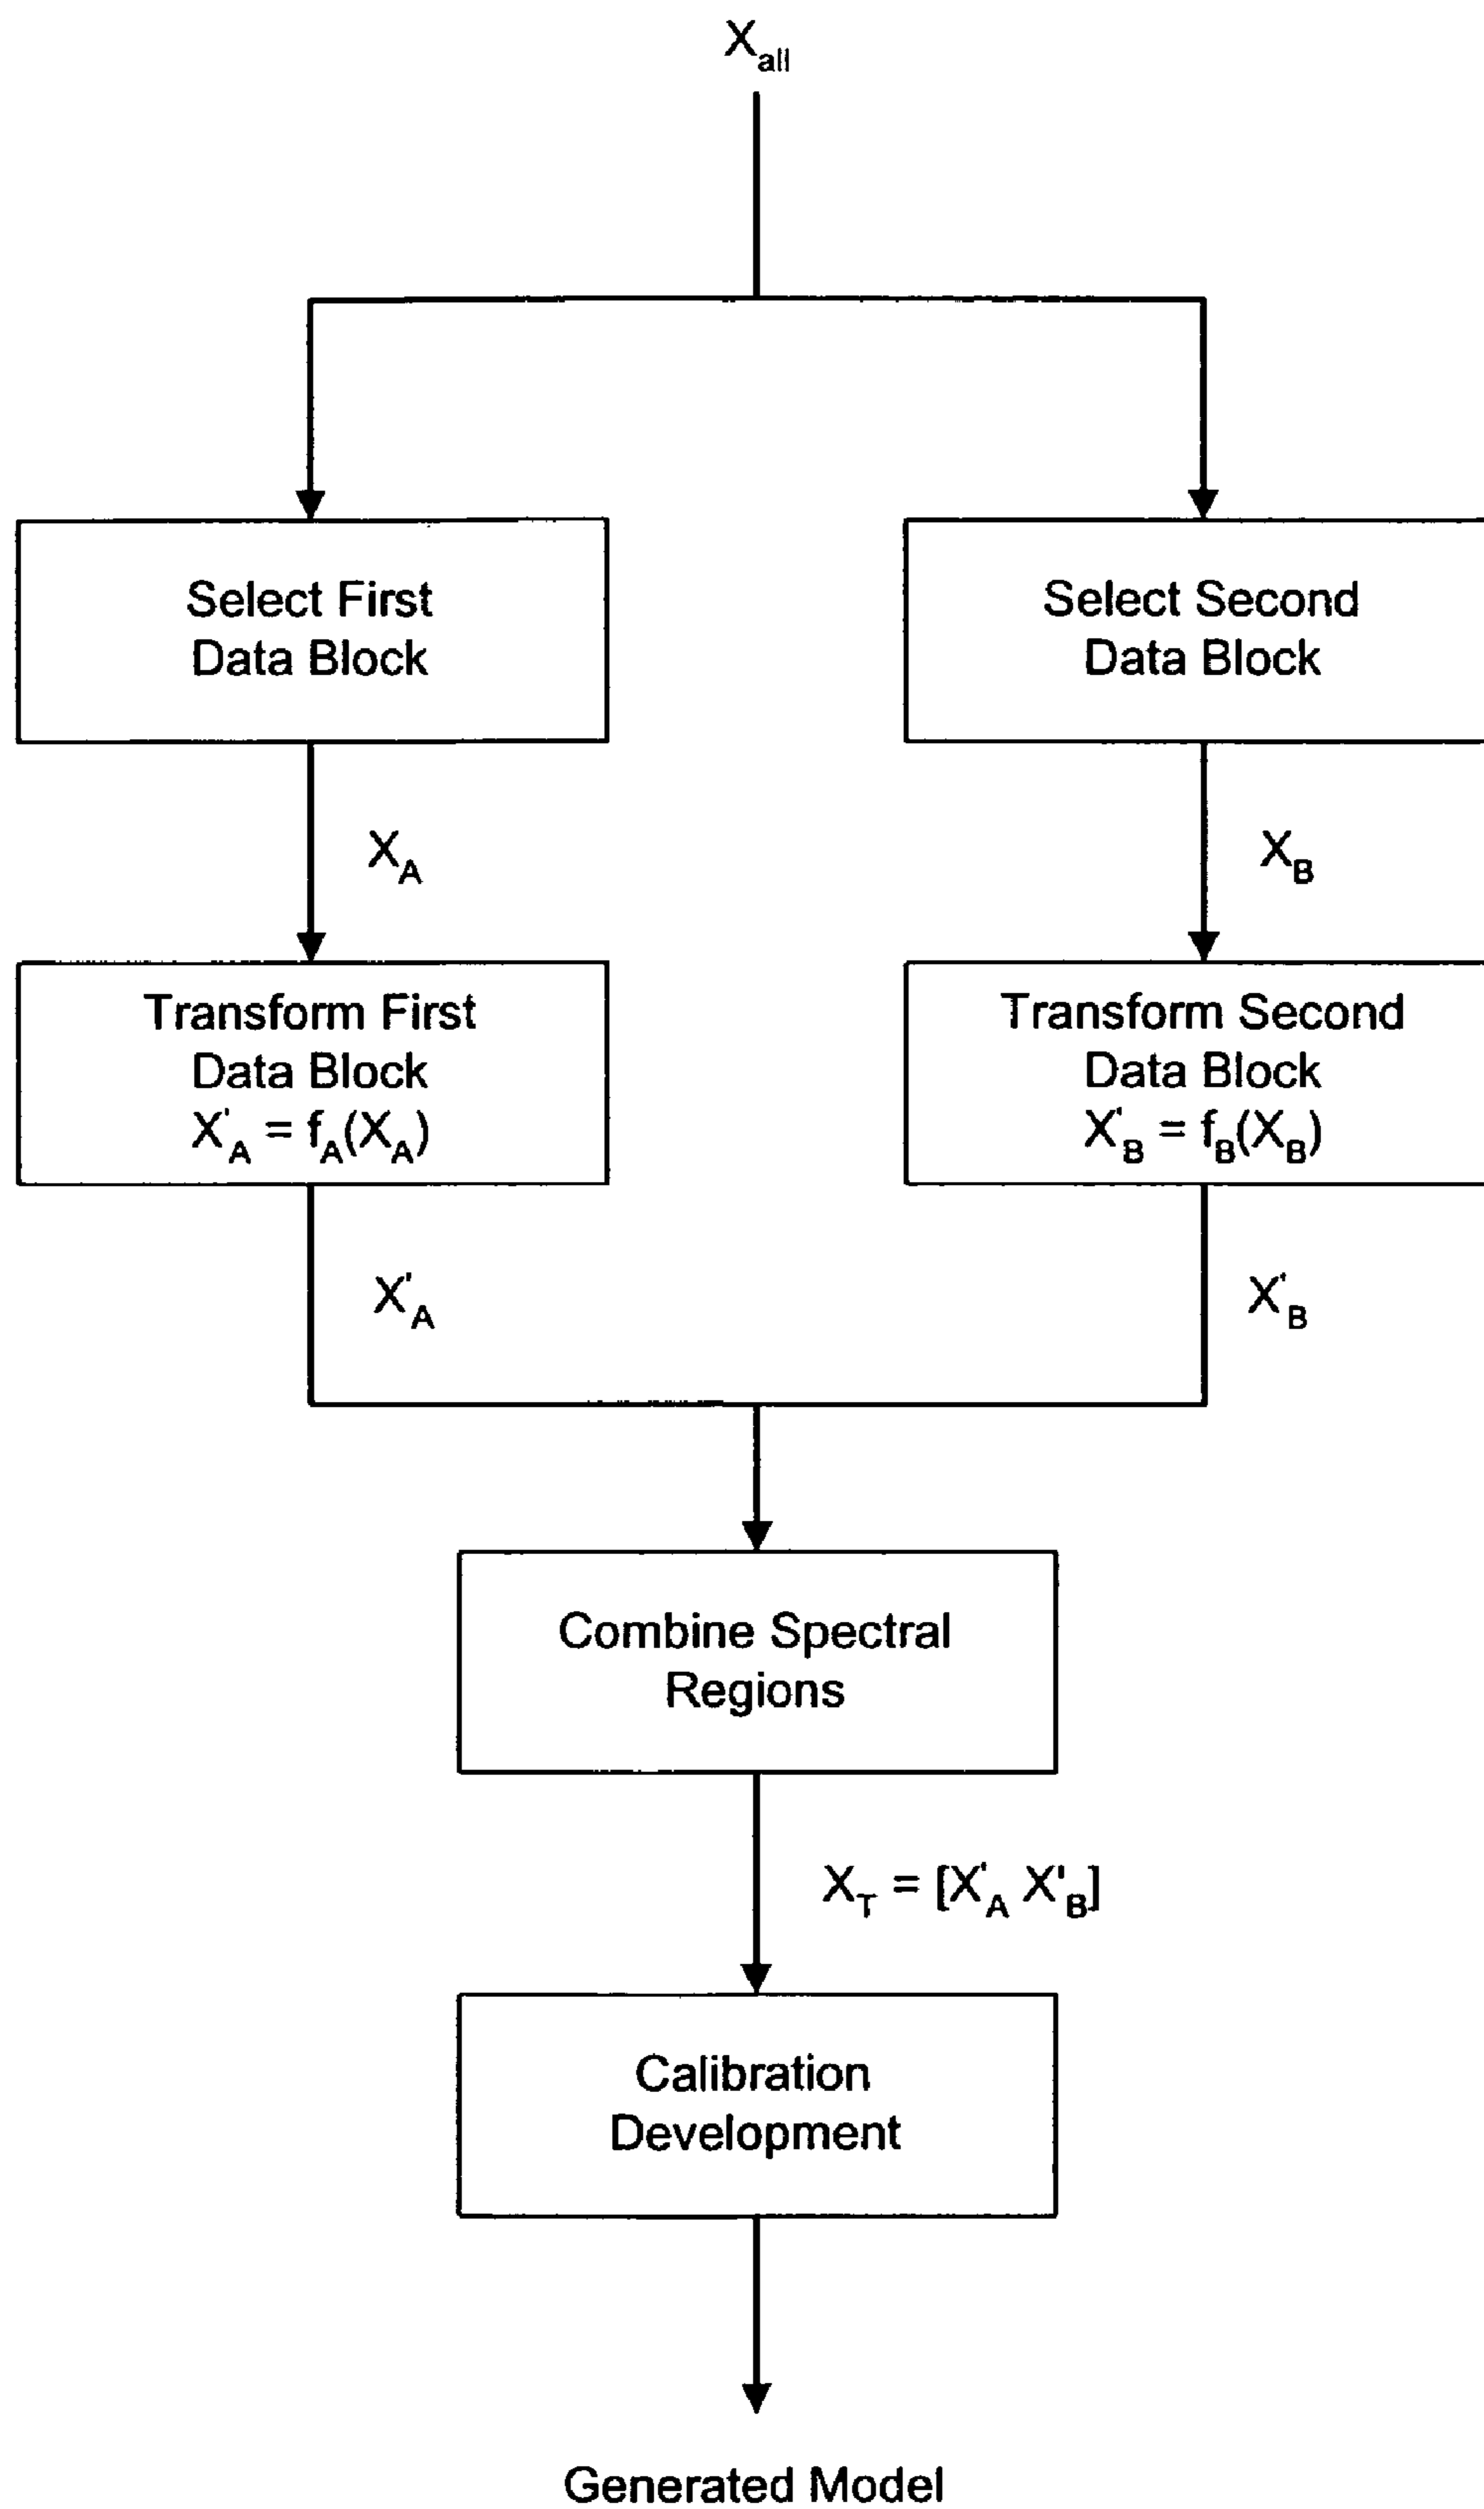 X_all
Select First
Data Block
Select Second
Data Block
X_A
X_B
Transform First
Data Block
X'_A = f_A(X_A)
Transform Second
Data Block
X'_B = f_B(X_B)
X'_A
X'_B
Combine Spectral
Regions
X_T = [X'_A X'_B]
Calibration
Development
Generated Model